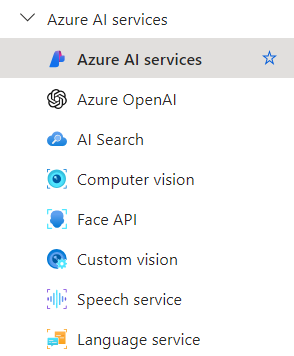 Azure AI services
Azure AI services
Azure OpenAI
AI Search
Computer vision
Face API
Custom vision
Speech service
Language service